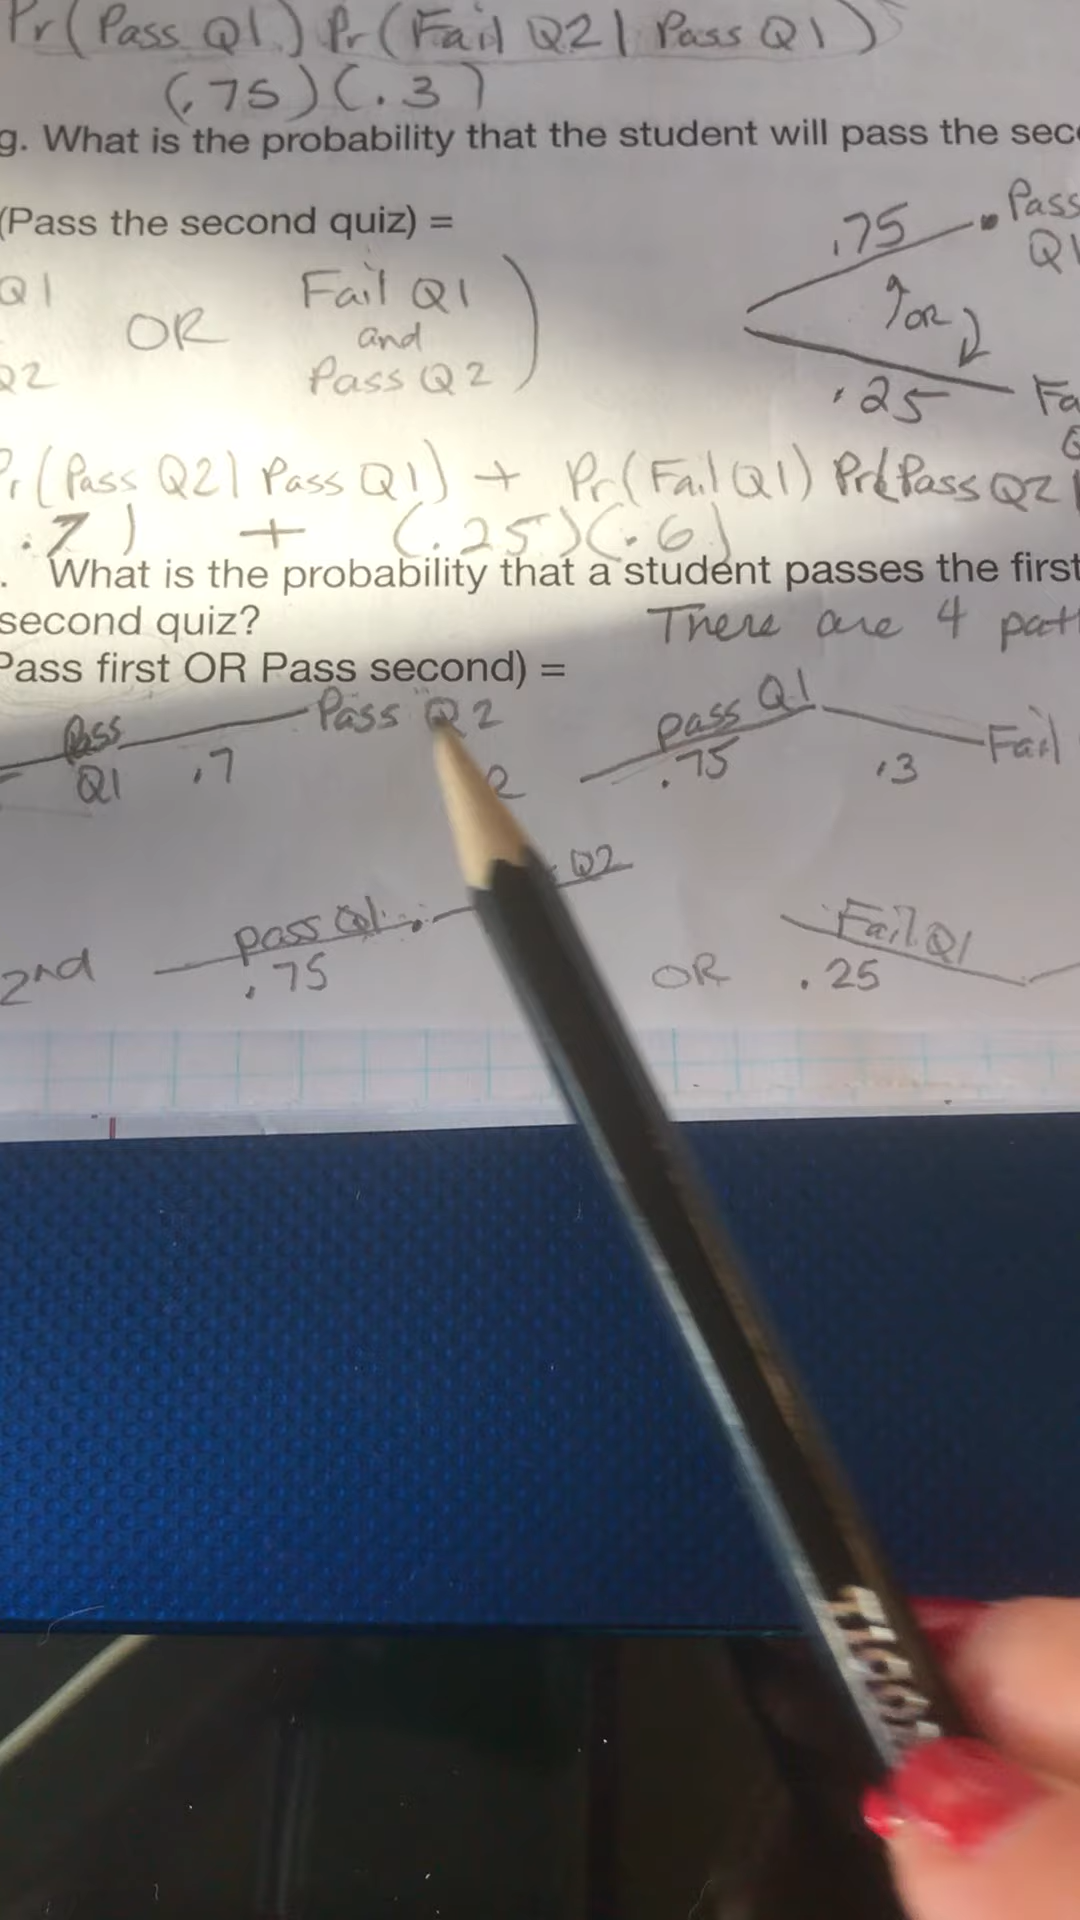 Pr(Pass Q1) Pr(Fail Q2 | Pass Q1)
(.75)(.3)
g. What is the probability that the student will pass the
(Pass the second quiz) =
.75 Pass Q1
Q1 OR Fail Q1
and
Q2 Pass Q2)
OR
.25
Pr(Pass Q2 | Pass Q1) + Pr(Fail Q1) Pr(Pass Q2 |
.7) + (.25)(.6)
. What is the probability that a student passes the first
second quiz?
There are 4
Pass first OR Pass second) =
Pass Q1 .7 Pass Q2
pass Q1 .75 .3 Fail
Q2
2nd pass Q1 .75
OR Fail Q1 .25